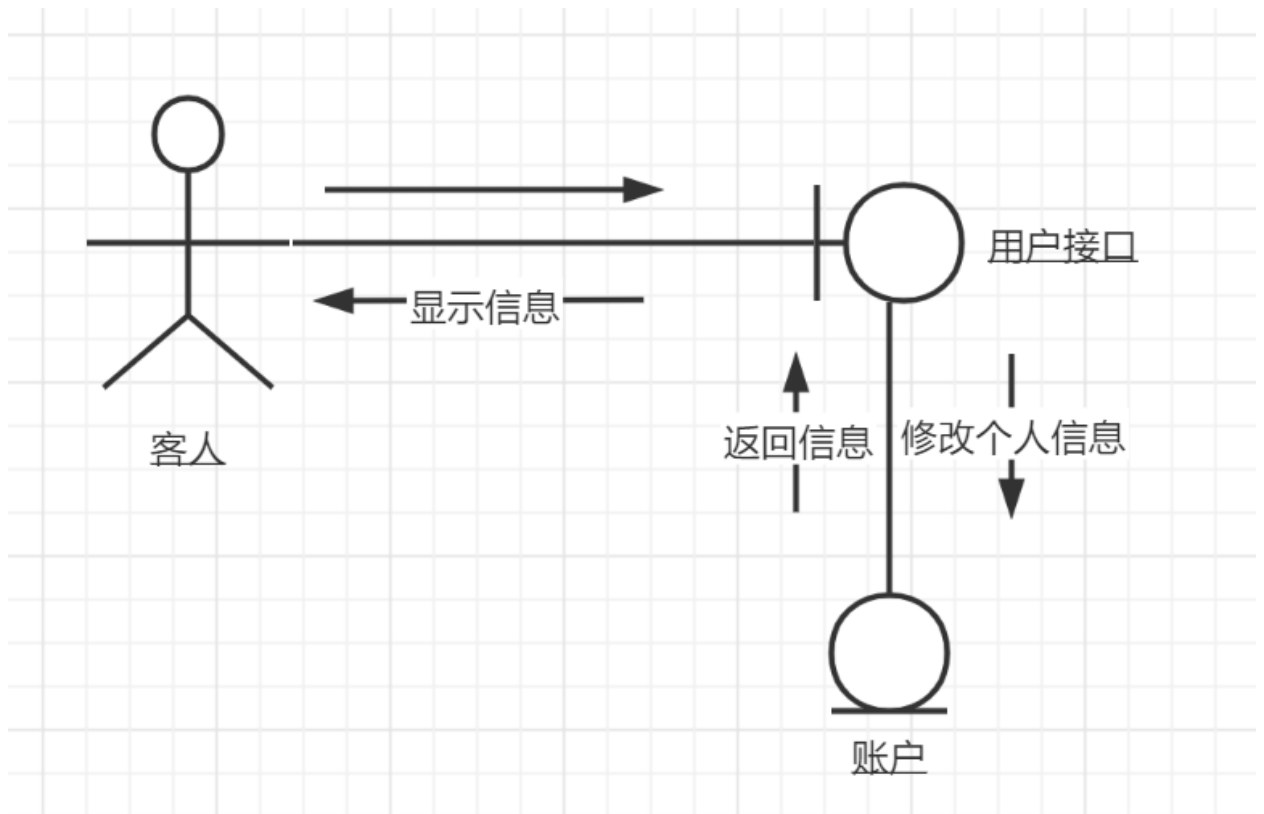 用户接口
显示信息
客人
返回信息
修改个人信息
账户